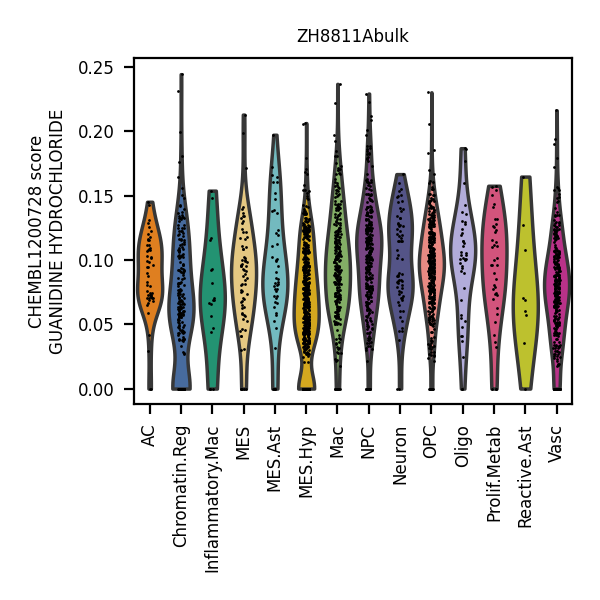 ZH8811Abulk
CHEMBL1200728 score
GUANIDINE HYDROCHLORIDE
0.25
0.20
0.15
0.10
0.05
0.00
AC
Chromatin.Reg
Inflammatory.Mac
MES
MES.Ast
MES.Hyp
Mac
NPC
Neuron
OPC
Oligo
Prolif.Metab
Reactive.Ast
Vasc